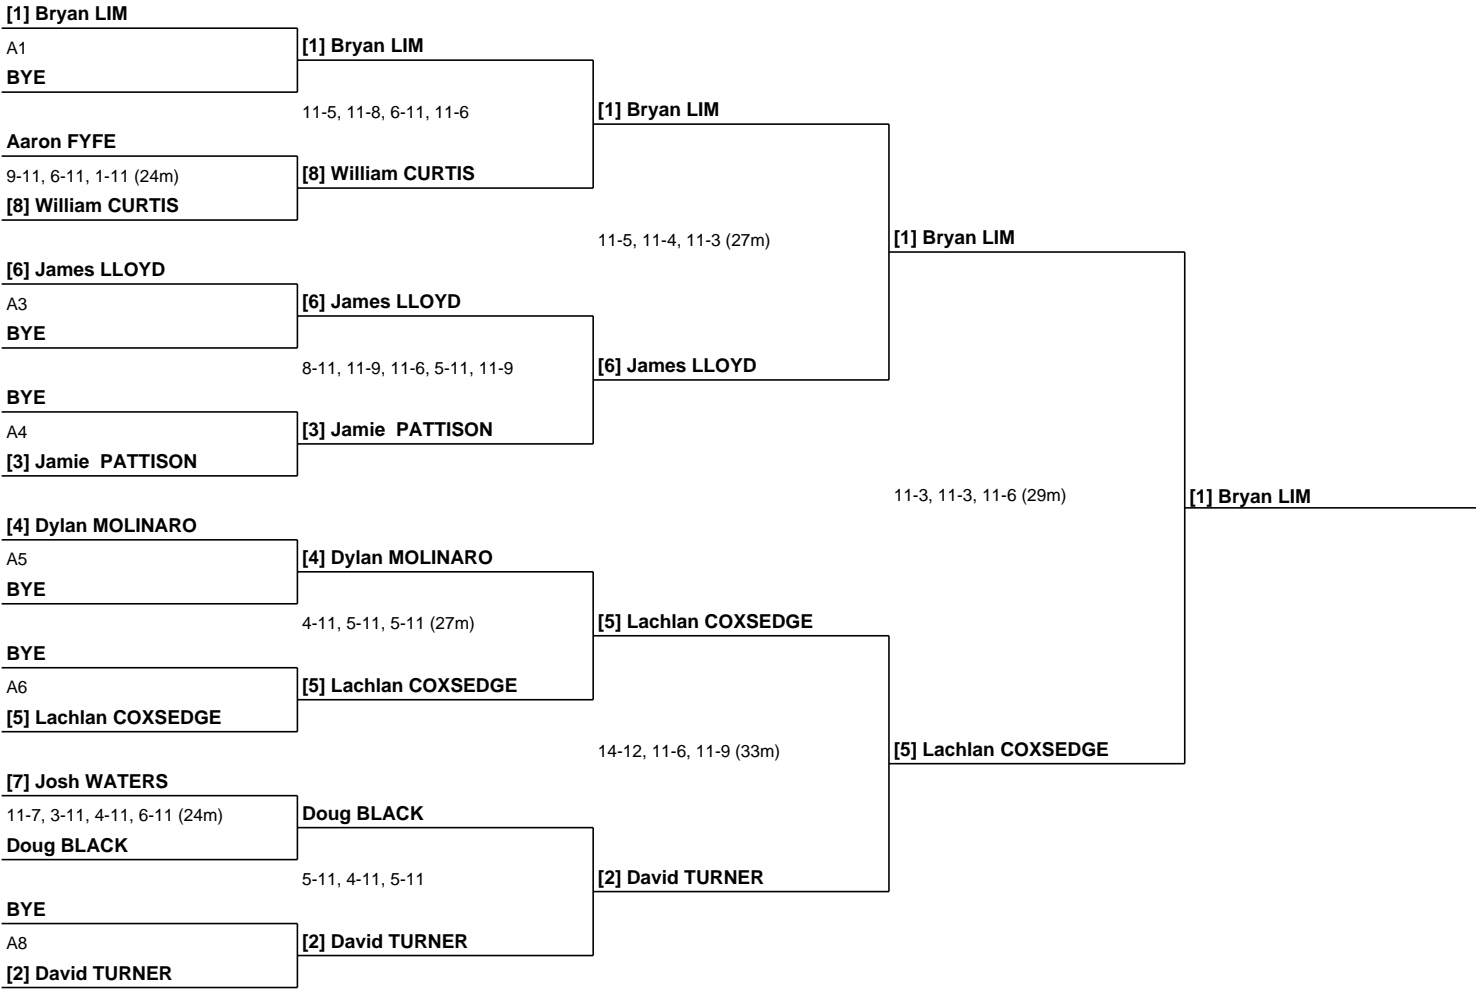 [1] Bryan LIM
A1
BYE
Aaron FYFE
9-11, 6-11, 1-11 (24m)
[8] William CURTIS
[6] James LLOYD
A3
BYE
BYE
A4
[3] Jamie  PATTISON
[4] Dylan MOLINARO
A5
BYE
BYE
A6
[5] Lachlan COXSEDGE
[7] Josh WATERS
11-7, 3-11, 4-11, 6-11 (24m)
Doug BLACK
BYE
A8
[2] David TURNER
[1] Bryan LIM
11-5, 11-8, 6-11, 11-6
[8] William CURTIS
[6] James LLOYD
8-11, 11-9, 11-6, 5-11, 11-9
[3] Jamie  PATTISON
[4] Dylan MOLINARO
4-11, 5-11, 5-11 (27m)
[5] Lachlan COXSEDGE
Doug BLACK
5-11, 4-11, 5-11
[2] David TURNER
[1] Bryan LIM
11-5, 11-4, 11-3 (27m)
[6] James LLOYD
[5] Lachlan COXSEDGE
14-12, 11-6, 11-9 (33m)
[2] David TURNER
[1] Bryan LIM
11-3, 11-3, 11-6 (29m)
[5] Lachlan COXSEDGE
[1] Bryan LIM